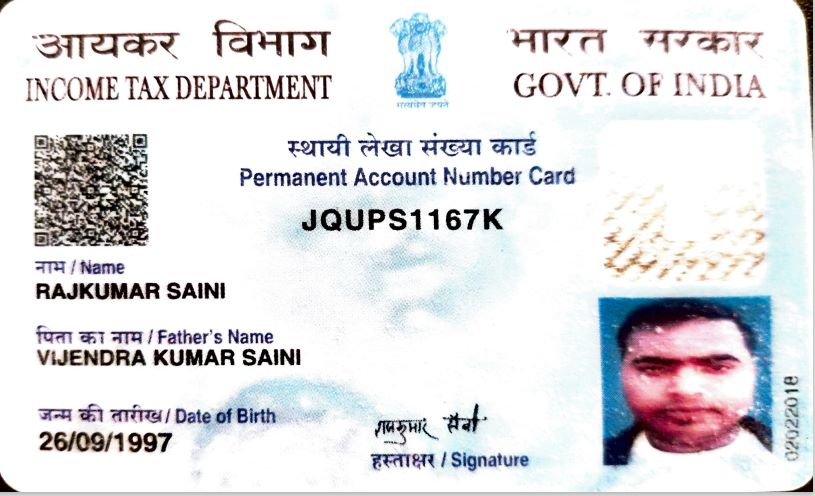 आयकर विभाग
INCOME TAX DEPARTMENT
सत्यमेव जयते
भारत सरकार
GOVT. OF INDIA
स्थायी लेखा संख्या कार्ड
Permanent Account Number Card
JQUPS1167K
नाम / Name
RAJKUMAR SAINI
पिता का नाम / Father's Name
VIJENDRA KUMAR SAINI
जन्म की तारीख / Date of Birth
26/09/1997
राजकुमार सैनी
हस्ताक्षर / Signature
02022018